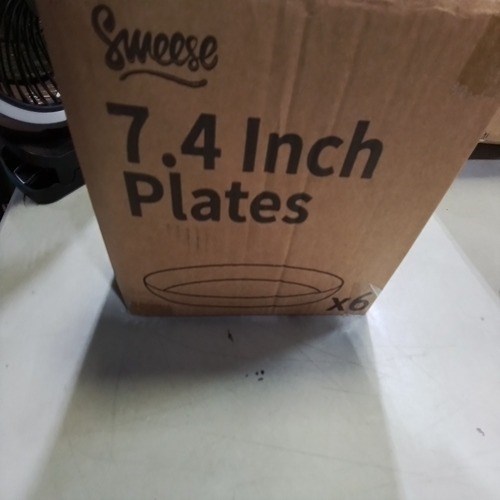 Sweese
7.4 Inch
Plates
x6